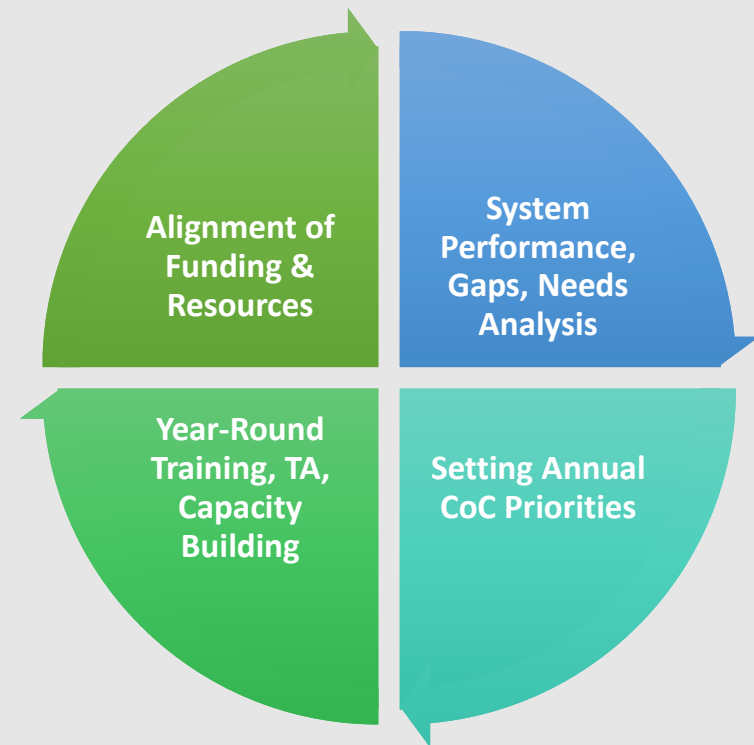 Alignment of
Funding &
Resources
System
Performance,
Gaps, Needs
Analysis
Year-Round
Training, TA,
Capacity
Building
Setting Annual
CoC Priorities